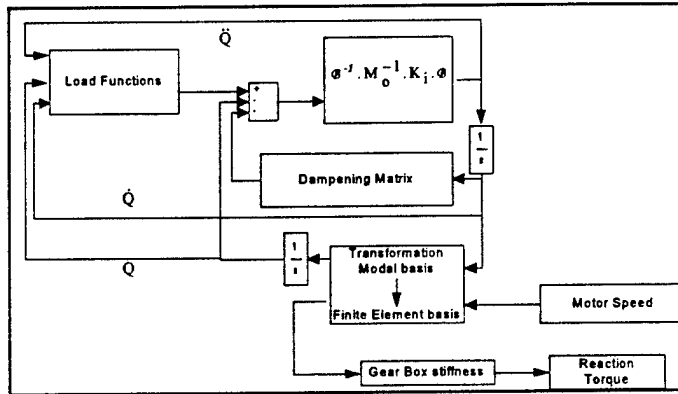 Q̈
Load Functions
+
-
-
ℬ⁻¹ . M₀⁻¹ . Kᵢ . ℬ
1
s
Dampening Matrix
Q̇
1
s
Q
Transformation
Modal basis
Finite Element basis
Motor Speed
Gear Box stiffness
Reaction
Torque